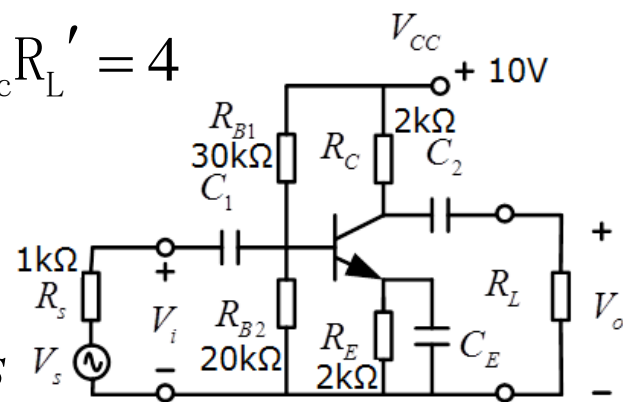 V_CC
cR_L′ = 4
+ 10V
R_B1
2kΩ
30kΩ
R_C
C_2
C_1
1kΩ
+
+
R_s
V_i
R_B2
R_E
C_E
R_L
V_o
s
V_s
−
20kΩ
2kΩ
−